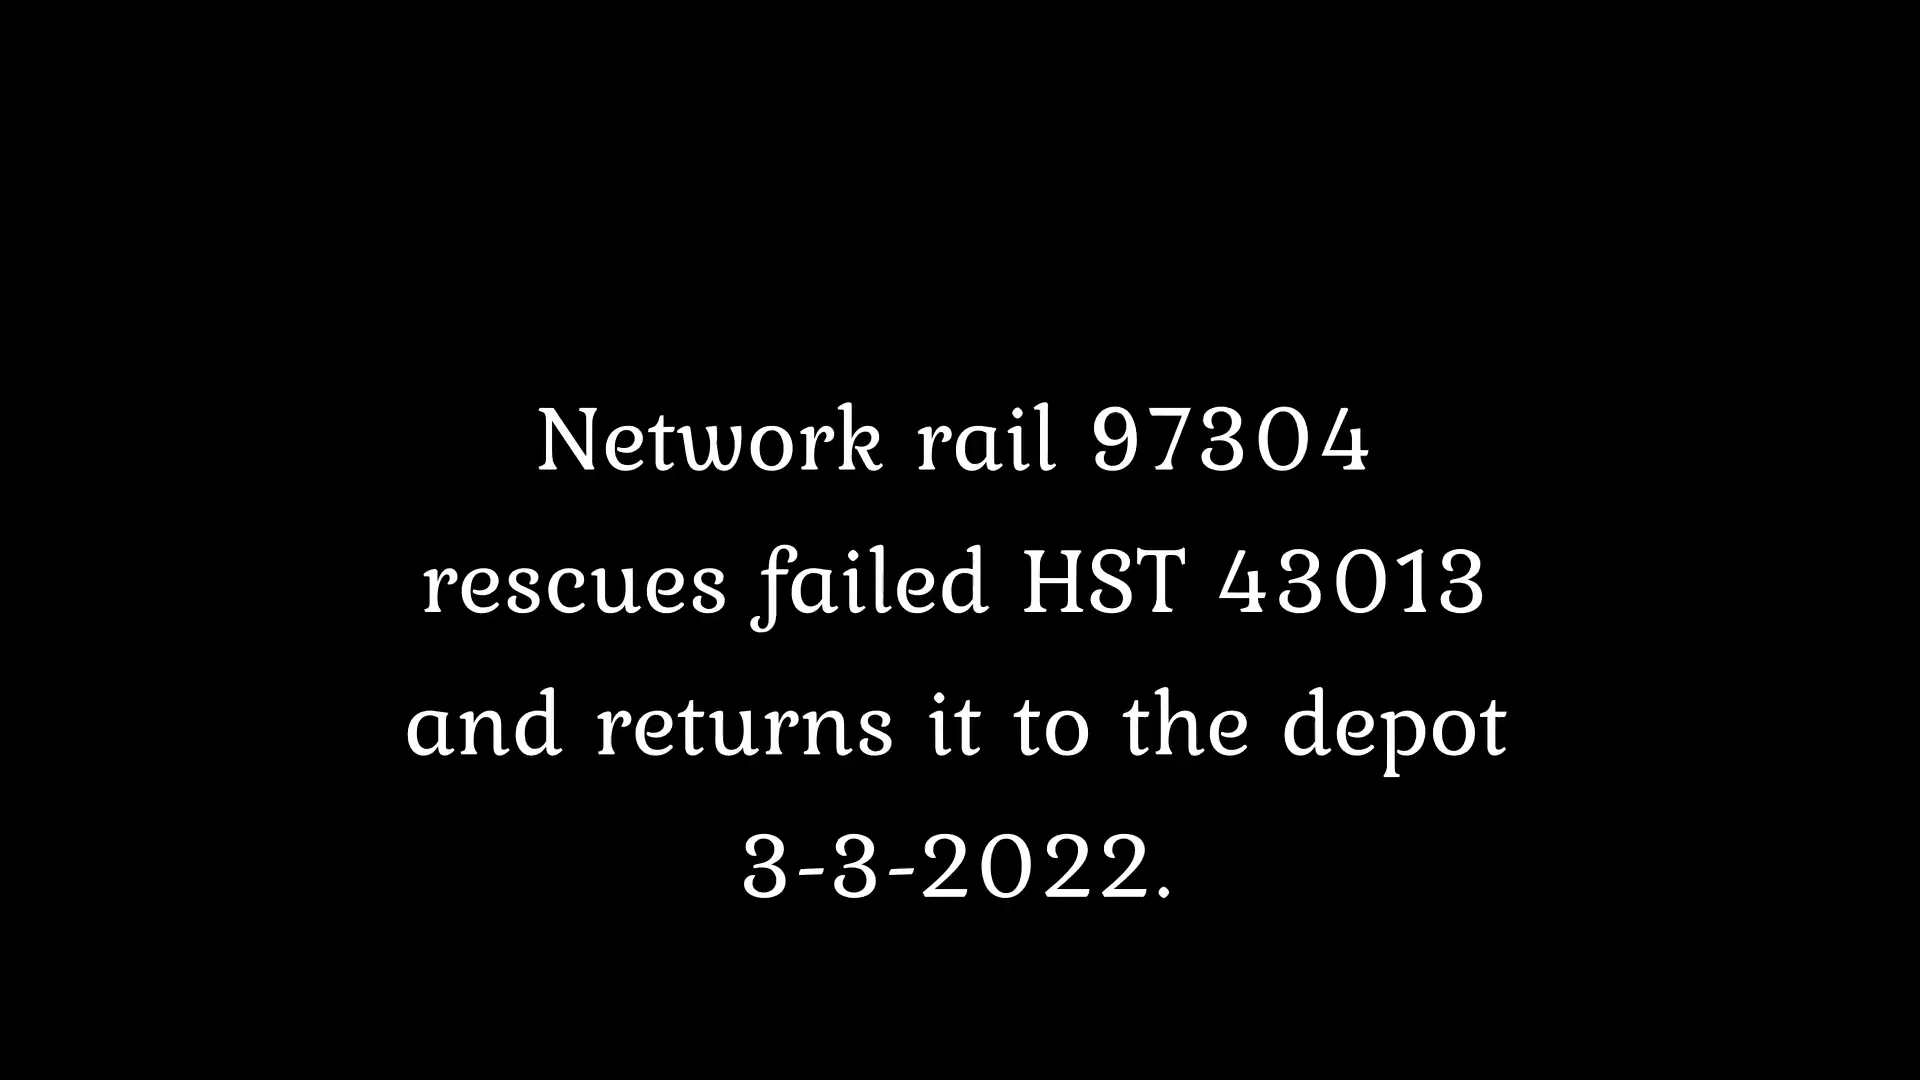 Network rail 97304
rescues failed HST 43013
and returns it to the depot
3-3-2022.